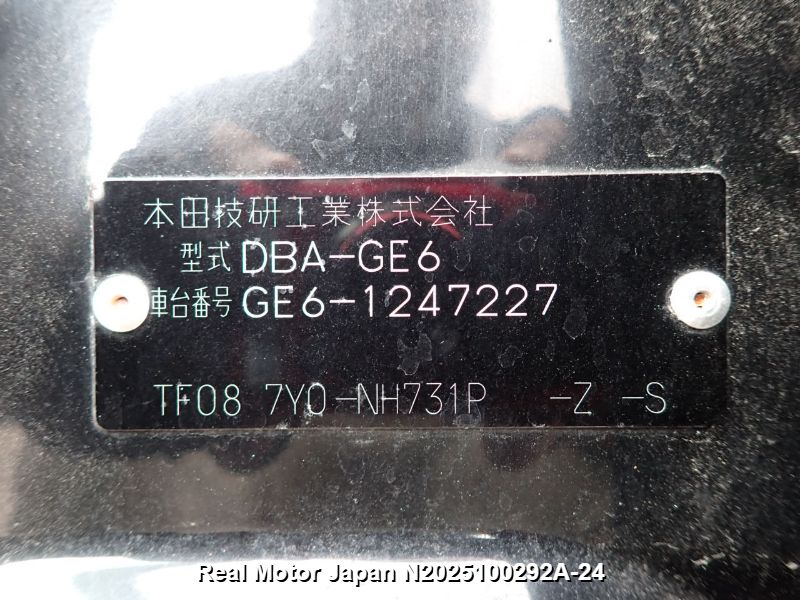 本田技研工業株式会社
型式 DBA-GE6
車台番号 GE6-1247227
TF08 7Y0-NH731P -Z -S
Real Motor Japan N2025100292A-24